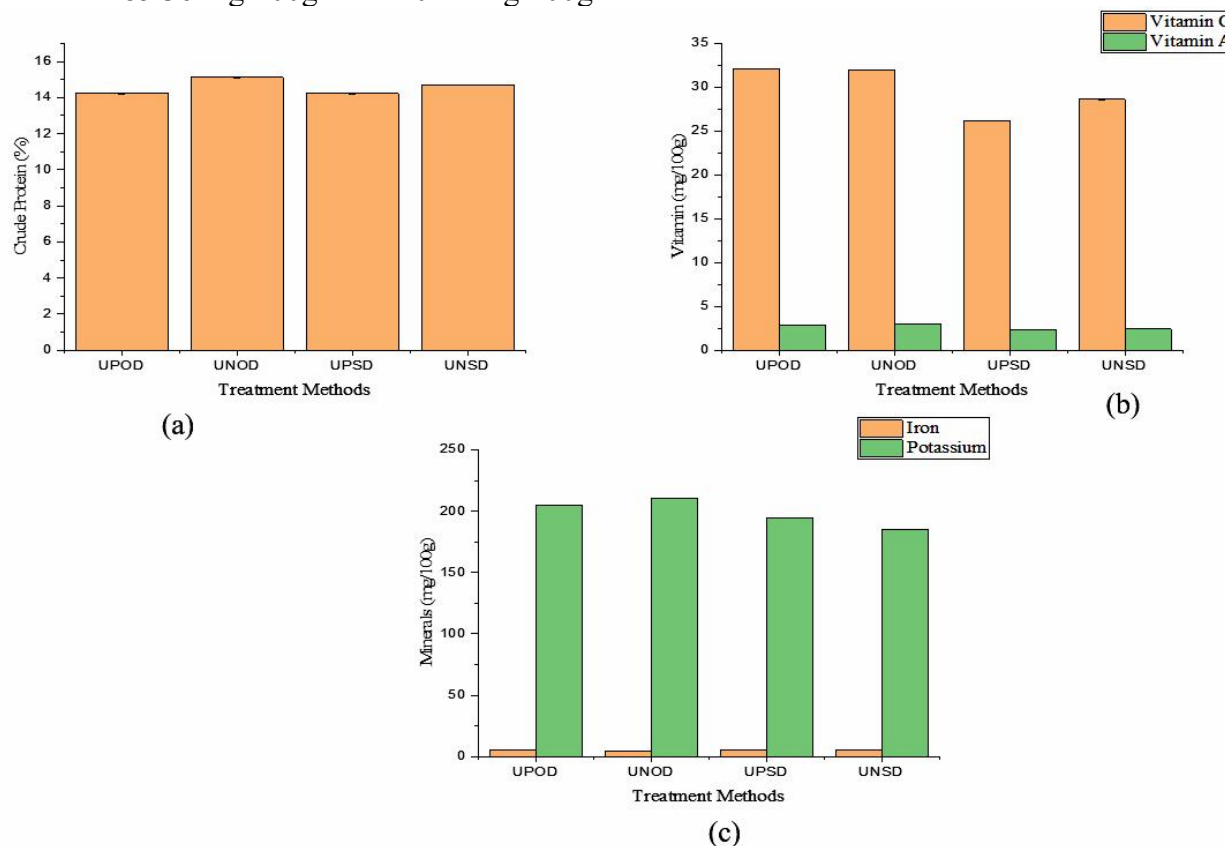 Vitamin C
Vitamin A
16
14
12
10
8
6
4
2
0
Crude Protein (%)
UPOD UNOD UPSD UNSD
Treatment Methods
(a)
35
30
25
20
15
10
5
0
Vitamin (mg/100g)
UPOD UNOD UPSD UNSD
Treatment Methods
(b)
Iron
Potassium
250
200
150
100
50
0
Minerals (mg/100g)
UPOD UNOD UPSD UNSD
Treatment Methods
(c)